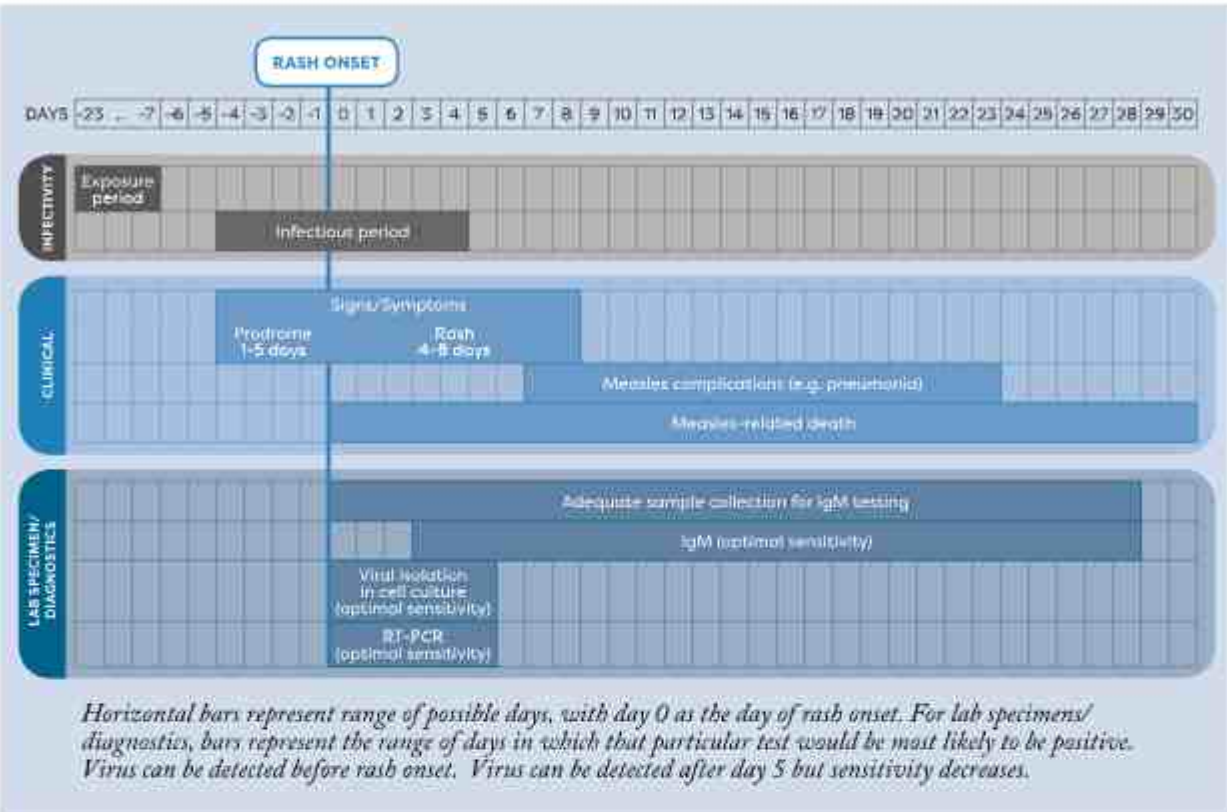 RASH ONSET
DAYS -23 .. -7 -6 -5 -4 -3 -2 -1 0 1 2 3 4 5 6 7 8 9 10 11 12 13 14 15 16 17 18 19 20 21 22 23 24 25 26 27 28 29 30
INFECTIVITY
Exposure
period
Infectious period
CLINICAL
Signs/Symptoms
Prodrome Rash
1-5 days 4-8 days
Measles complications (e.g. pneumonia)
Measles-related death
LAB SPECIMEN/
DIAGNOSTICS
Adequate sample collection for IgM testing
IgM (optimal sensitivity)
Viral isolation
in cell culture
(optimal sensitivity)
RT-PCR
(optimal sensitivity)
Horizontal bars represent range of possible days, with day 0 as the day of rash onset. For lab specimens/
diagnostics, bars represent the range of days in which that particular test would be most likely to be positive.
Virus can be detected before rash onset. Virus can be detected after day 5 but sensitivity decreases.